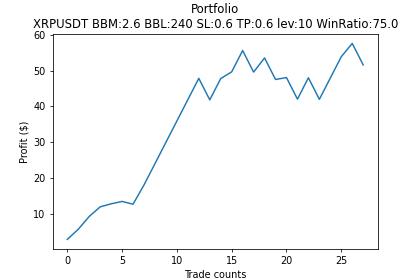 Portfolio
XRPUSDT BBM:2.6 BBL:240 SL:0.6 TP:0.6 lev:10 WinRatio:75.0
60
50
40
30
20
10
Profit ($)
0 5 10 15 20 25
Trade counts